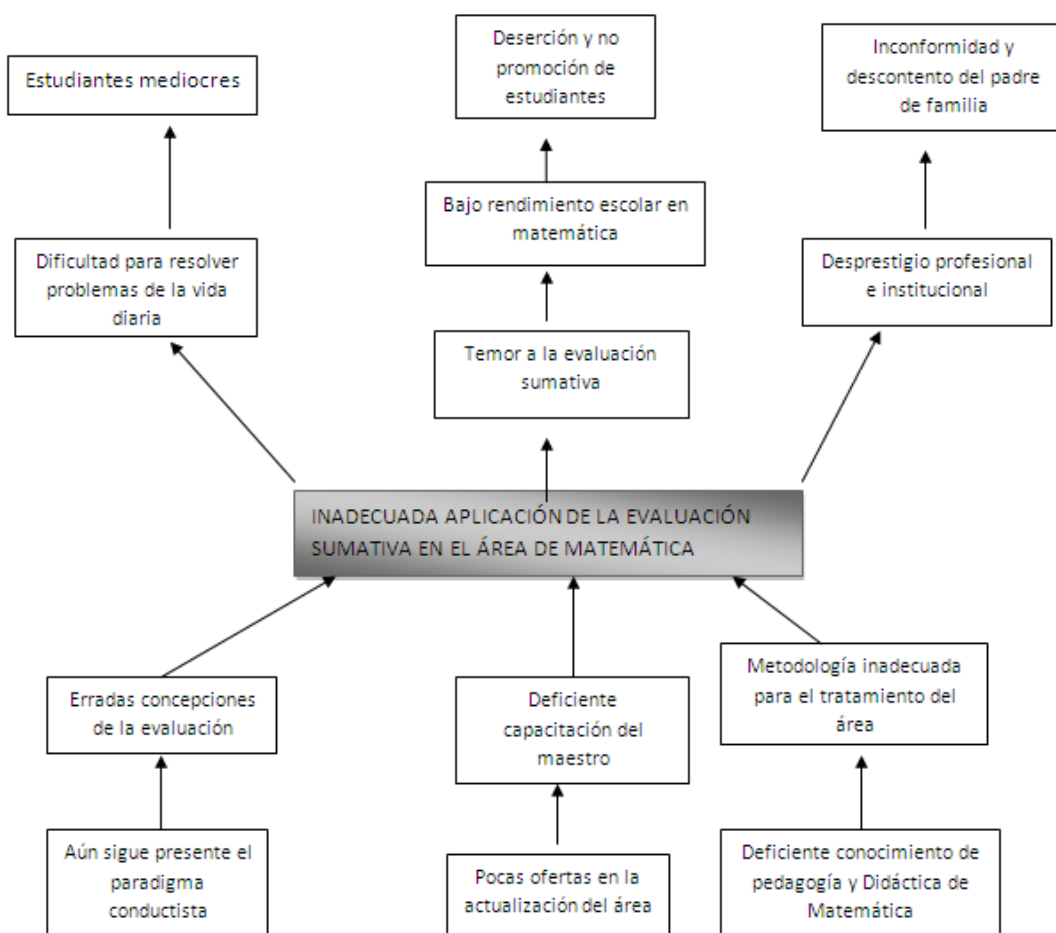 Deserción y no
promoción de
estudiantes
Inconformidad y
descontento del padre
de familia
Estudiantes mediocres
Bajo rendimiento escolar en
matemática
Dificultad para resolver
problemas de la vida
diaria
Desprestigio profesional
e institucional
Temor a la evaluación
sumativa
INADECUADA APLICACIÓN DE LA EVALUACIÓN
SUMATIVA EN EL ÁREA DE MATEMÁTICA
Erradas concepciones
de la evaluación
Deficiente
capacitación del
maestro
Metodología inadecuada
para el tratamiento del
área
Aún sigue presente el
paradigma
conductista
Pocas ofertas en la
actualización del área
Deficiente conocimiento de
pedagogía y Didáctica de
Matemática